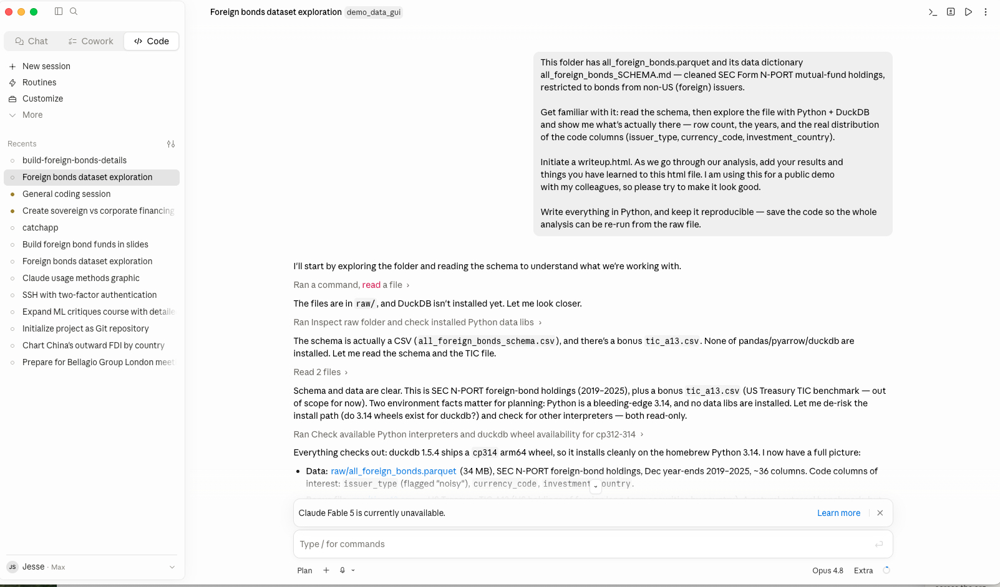 Foreign bonds dataset exploration demo_data_gui
Chat Cowork Code
New session
Routines
Customize
More
Recents
build-foreign-bonds-details
Foreign bonds dataset exploration
General coding session
Create sovereign vs corporate financing
catchapp
Build foreign bond funds in slides
Foreign bonds dataset exploration
Claude usage methods graphic
SSH with two-factor authentication
Expand ML critiques course with detaile
Initialize project as Git repository
Chart China's outward FDI by country
Prepare for Bellagio Group London meet
JS Jesse · Max
This folder has all_foreign_bonds.parquet and its data dictionary
all_foreign_bonds_SCHEMA.md — cleaned SEC Form N-PORT mutual-fund holdings,
restricted to bonds from non-US (foreign) issuers.
Get familiar with it: read the schema, then explore the file with Python + DuckDB
and show me what's actually there — row count, the years, and the real distribution
of the code columns (issuer_type, currency_code, investment_country).
Initiate a writeup.html. As we go through our analysis, add your results and
things you have learned to this html file. I am using this for a public demo
with my colleagues, so please try to make it look good.
Write everything in Python, and keep it reproducible — save the code so the whole
analysis can be re-run from the raw file.
I'll start by exploring the folder and reading the schema to understand what we're working with.
Ran a command, read a file ›
The files are in raw/, and DuckDB isn't installed yet. Let me look closer.
Ran Inspect raw folder and check installed Python data libs ›
The schema is actually a CSV (all_foreign_bonds_schema.csv), and there's a bonus tic_a13.csv. None of pandas/pyarrow/duckdb are
installed. Let me read the schema and the TIC file.
Read 2 files ›
Schema and data are clear. This is SEC N-PORT foreign-bond holdings (2019–2025), plus a bonus tic_a13.csv (US Treasury TIC benchmark — out
of scope for now). Two environment facts matter for planning: Python is a bleeding-edge 3.14, and no data libs are installed. Let me de-risk the
install path (do 3.14 wheels exist for duckdb?) and check for other interpreters — both read-only.
Ran Check available Python interpreters and duckdb wheel availability for cp312-314 ›
Everything checks out: duckdb 1.5.4 ships a cp314 arm64 wheel, so it installs cleanly on the homebrew Python 3.14. I now have a full picture:
• Data: raw/all_foreign_bonds.parquet (34 MB), SEC N-PORT foreign-bond holdings, Dec year-ends 2019–2025, ~36 columns. Code columns of
interest: issuer_type (flagged "noisy"), currency_code, investment ountry.
Claude Fable 5 is currently unavailable. Learn more
Type / for commands
Plan Opus 4.8 Extra